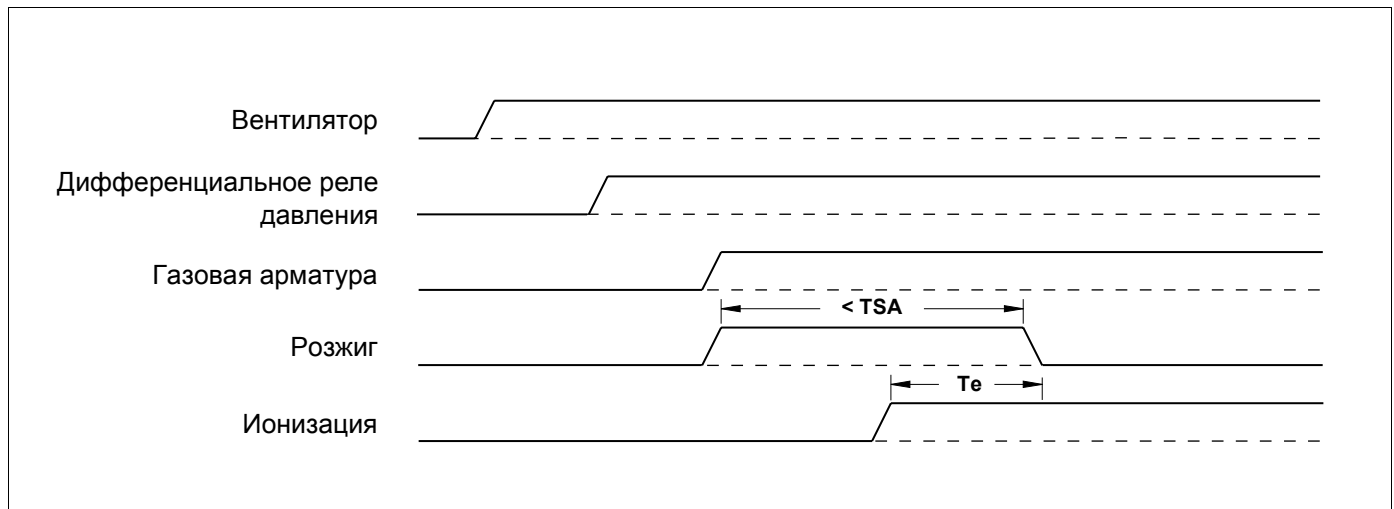 Вентилятор
Дифференциальное реле
давления
Газовая арматура
< TSA
Розжиг
Te
Ионизация